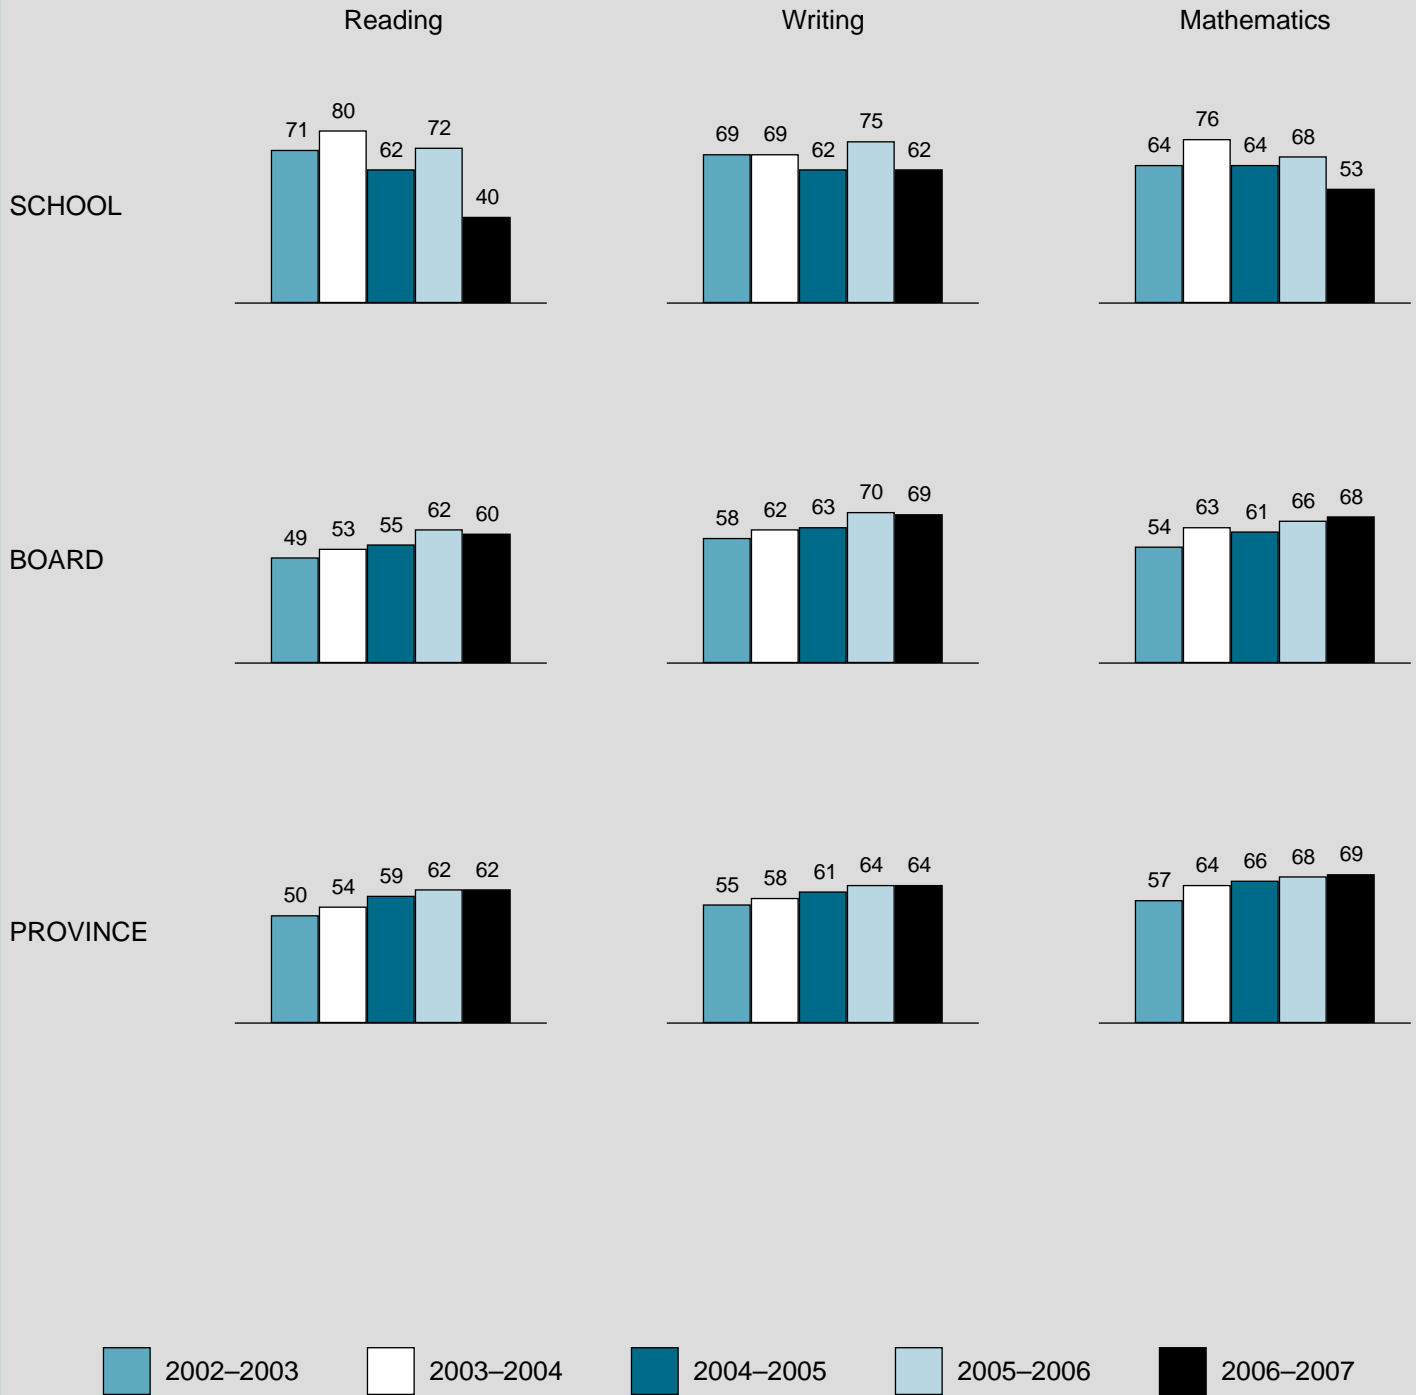 Reading Writing Mathematics
SCHOOL
71 80 62 72 40
69 69 62 75 62
64 76 64 68 53
BOARD
49 53 55 62 60
58 62 63 70 69
54 63 61 66 68
PROVINCE
50 54 59 62 62
55 58 61 64 64
57 64 66 68 69
2002–2003 2003–2004 2004–2005 2005–2006 2006–2007